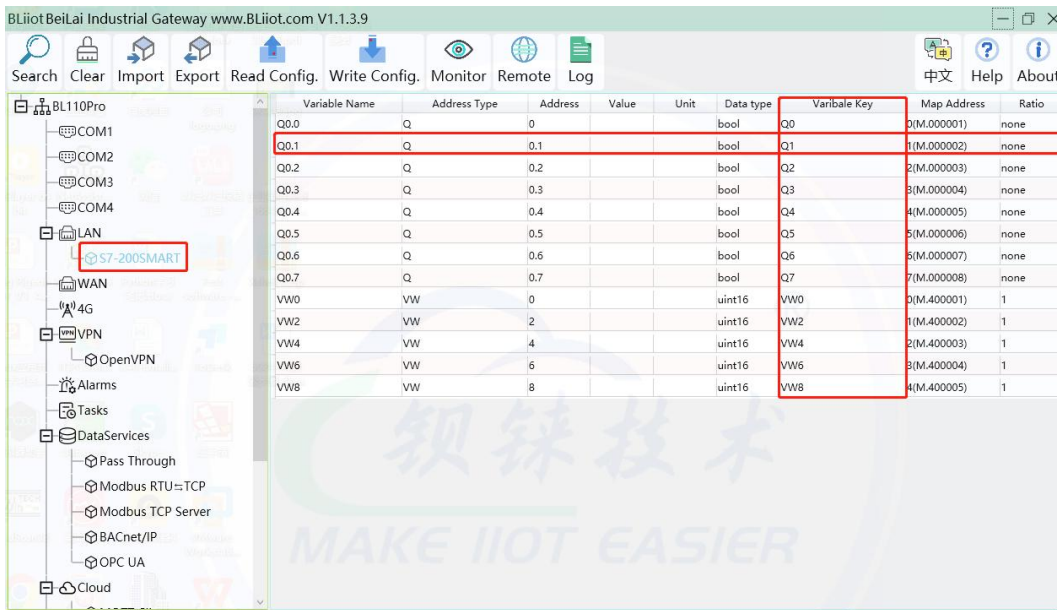 BLiiot BeiLai Industrial Gateway www.BLiiot.com V1.1.3.9
Search Clear Import Export Read Config. Write Config. Monitor Remote Log 中文 Help About
BL110Pro
COM1
COM2
COM3
COM4
LAN
S7-200SMART
WAN
4G
VPN
OpenVPN
Alarms
Tasks
DataServices
Pass Through
Modbus RTU⇆TCP
Modbus TCP Server
BACnet/IP
OPC UA
Cloud
Variable Name Address Type Address Value Unit Data type Varibale Key Map Address Ratio
Q0.0 Q 0 bool Q0 0(M.000001) none
Q0.1 Q 0.1 bool Q1 1(M.000002) none
Q0.2 Q 0.2 bool Q2 2(M.000003) none
Q0.3 Q 0.3 bool Q3 3(M.000004) none
Q0.4 Q 0.4 bool Q4 4(M.000005) none
Q0.5 Q 0.5 bool Q5 5(M.000006) none
Q0.6 Q 0.6 bool Q6 6(M.000007) none
Q0.7 Q 0.7 bool Q7 7(M.000008) none
VW0 VW 0 uint16 VW0 0(M.400001) 1
VW2 VW 2 uint16 VW2 1(M.400002) 1
VW4 VW 4 uint16 VW4 2(M.400003) 1
VW6 VW 6 uint16 VW6 3(M.400004) 1
VW8 VW 8 uint16 VW8 4(M.400005) 1
钡铼技术
MAKE IIOT EASIER